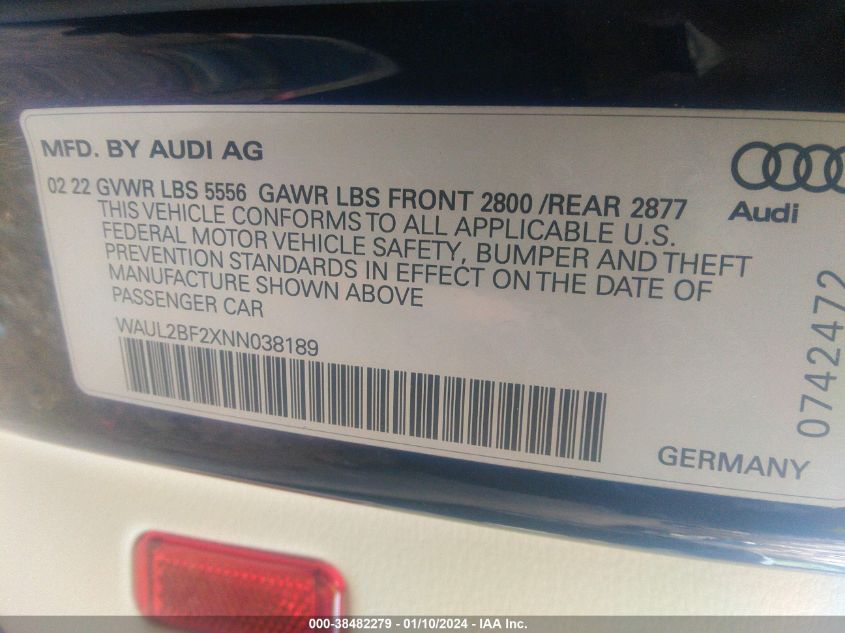 MFD. BY AUDI AG
02 22 GVWR LBS 5556 GAWR LBS FRONT 2800 /REAR 2877
THIS VEHICLE CONFORMS TO ALL APPLICABLE U.S.
FEDERAL MOTOR VEHICLE SAFETY, BUMPER AND THEFT
PREVENTION STANDARDS IN EFFECT ON THE DATE OF
MANUFACTURE SHOWN ABOVE
PASSENGER CAR
WAUL2BF2XNN038189
Audi
0742472
GERMANY
000-38482279 - 01/10/2024 - IAA Inc.